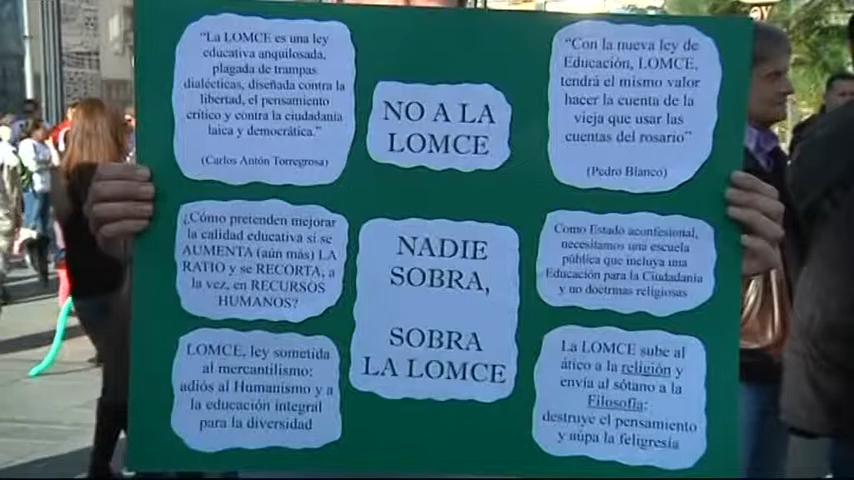 "La LOMCE es una ley
educativa anquilosada,
plagada de trampas
dialécticas, diseñada contra la
libertad, el pensamiento
crítico y contra la ciudadanía
laica y democrática."
(Carlos Antón Torregrosa)
NO A LA
LOMCE
"Con la nueva ley de
Educación, LOMCE,
tendrá el mismo valor
hacer la cuenta de la
vieja que usar las
cuentas del rosario"
(Pedro Blanco)
¿Cómo pretenden mejorar
la calidad educativa si se
AUMENTA (aún más) LA
RATIO y se RECORTA, a
la vez, en RECURSOS
HUMANOS?
NADIE
SOBRA,
SOBRA
LA LOMCE
Como Estado aconfesional,
necesitamos una escuela
pública que incluya una
Educación para la Ciudadanía
y no doctrinas religiosas
LOMCE, ley sometida
al mercantilismo:
adiós al Humanismo y a
la educación integral y
para la diversidad
La LOMCE sube al
ático a la religión y
envía al sótano a la
Filosofía:
destruye el pensamiento
y aúpa la feligresía